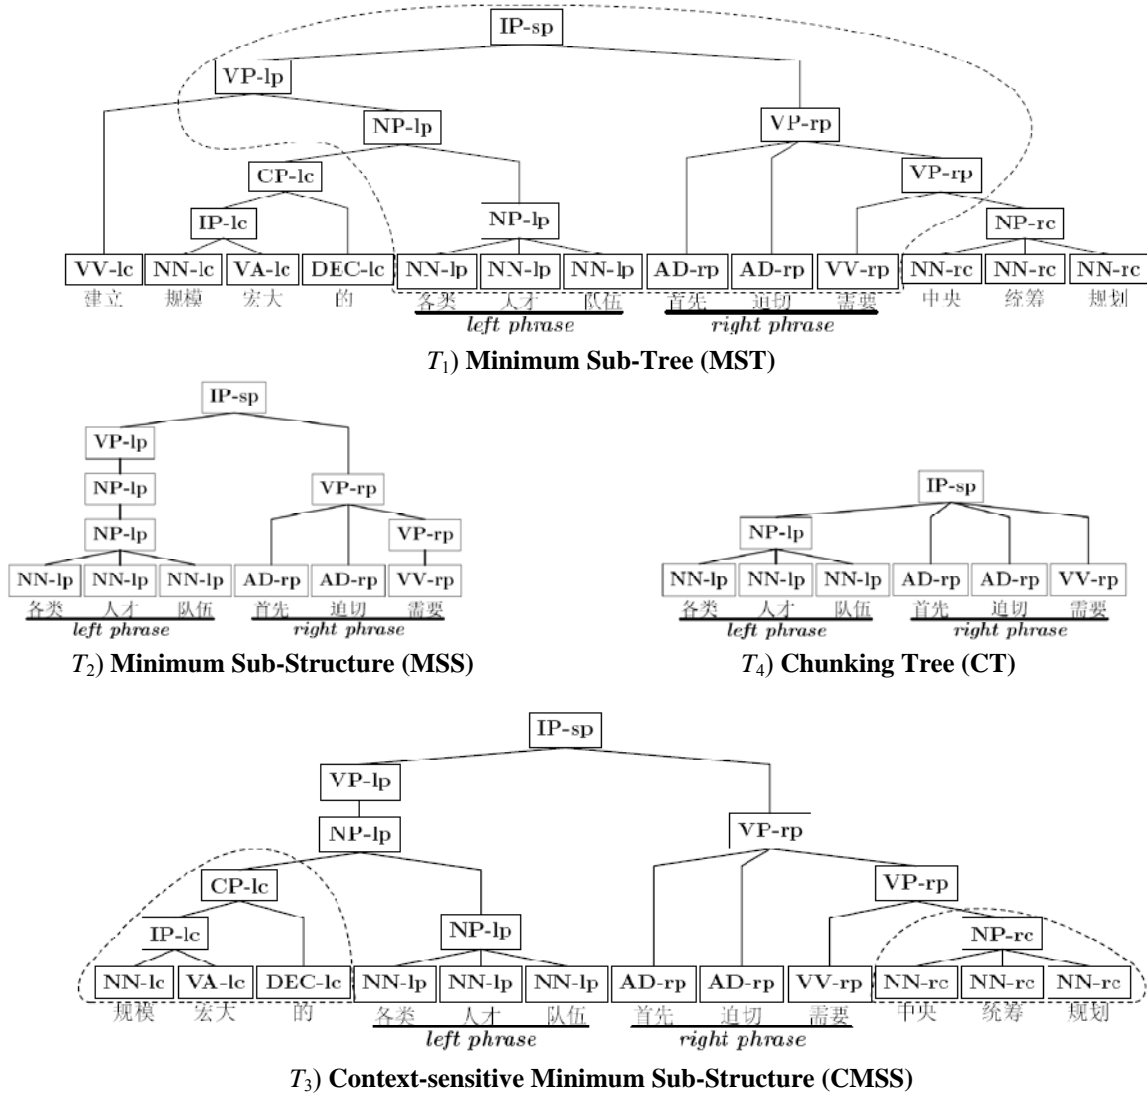 IP-sp
VP-lp
NP-lp VP-rp
CP-lc VP-rp
IP-lc NP-lp NP-rc
VV-lc NN-lc VA-lc DEC-lc NN-lp NN-lp NN-lp AD-rp AD-rp VV-rp NN-rc NN-rc NN-rc
建立 规模 宏大 的 各类 人才 队伍 首先 迫切 需要 中央 统筹 规划
left phrase right phrase
T1) Minimum Sub-Tree (MST)
IP-sp
VP-lp
NP-lp VP-rp
NP-lp VP-rp
NN-lp NN-lp NN-lp AD-rp AD-rp VV-rp
各类 人才 队伍 首先 迫切 需要
left phrase right phrase
T2) Minimum Sub-Structure (MSS)
IP-sp
NP-lp
NN-lp NN-lp NN-lp AD-rp AD-rp VV-rp
各类 人才 队伍 首先 迫切 需要
left phrase right phrase
T4) Chunking Tree (CT)
IP-sp
VP-lp
NP-lp VP-rp
CP-lc VP-rp
IP-lc NP-lp NP-rc
NN-lc VA-lc DEC-lc NN-lp NN-lp NN-lp AD-rp AD-rp VV-rp NN-rc NN-rc NN-rc
规模 宏大 的 各类 人才 队伍 首先 迫切 需要 中央 统筹 规划
left phrase right phrase
T3) Context-sensitive Minimum Sub-Structure (CMSS)